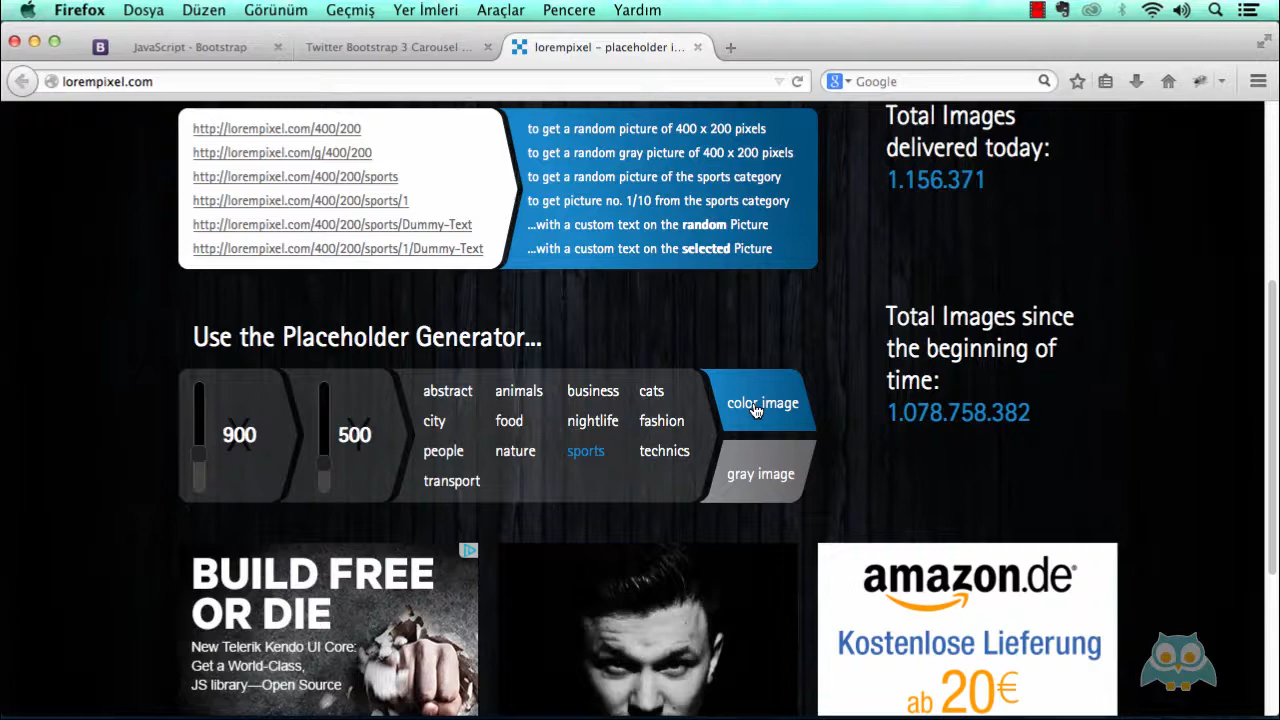 Firefox Dosya Düzen Görünüm Geçmiş Yer İmleri Araçlar Pencere Yardım
B JavaScript - Bootstrap Twitter Bootstrap 3 Carousel ... lorempixel – placeholder i...
lorempixel.com
Google
http://lorempixel.com/400/200 to get a random picture of 400 x 200 pixels
http://lorempixel.com/g/400/200 to get a random gray picture of 400 x 200 pixels
http://lorempixel.com/400/200/sports to get a random picture of the sports category
http://lorempixel.com/400/200/sports/1 to get picture no. 1/10 from the sports category
http://lorempixel.com/400/200/sports/Dummy-Text ...with a custom text on the random Picture
http://lorempixel.com/400/200/sports/1/Dummy-Text ...with a custom text on the selected Picture
Total Images
delivered today:
1.156.371
Total Images since
the beginning of
time:
1.078.758.382
Use the Placeholder Generator...
X 900
Y 500
abstract animals business cats
city food nightlife fashion
people nature sports technics
transport
color image
gray image
BUILD FREE
OR DIE
New Telerik Kendo UI Core:
Get a World-Class,
JS library—Open Source
amazon.de
Kostenlose Lieferung
ab 20€